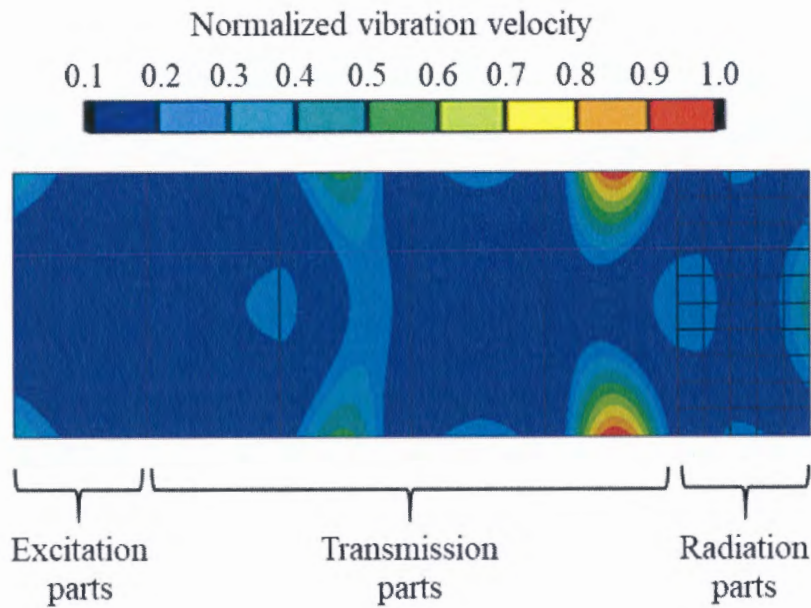 Normalized vibration velocity
0.1 0.2 0.3 0.4 0.5 0.6 0.7 0.8 0.9 1.0
Excitation parts
Transmission parts
Radiation parts